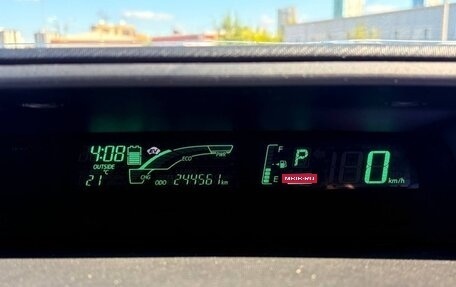 4:08
EV
PWR
ECO
OUTSIDE
21 °C
CHG
ODO 244561 km
F
P
E
0 km/h